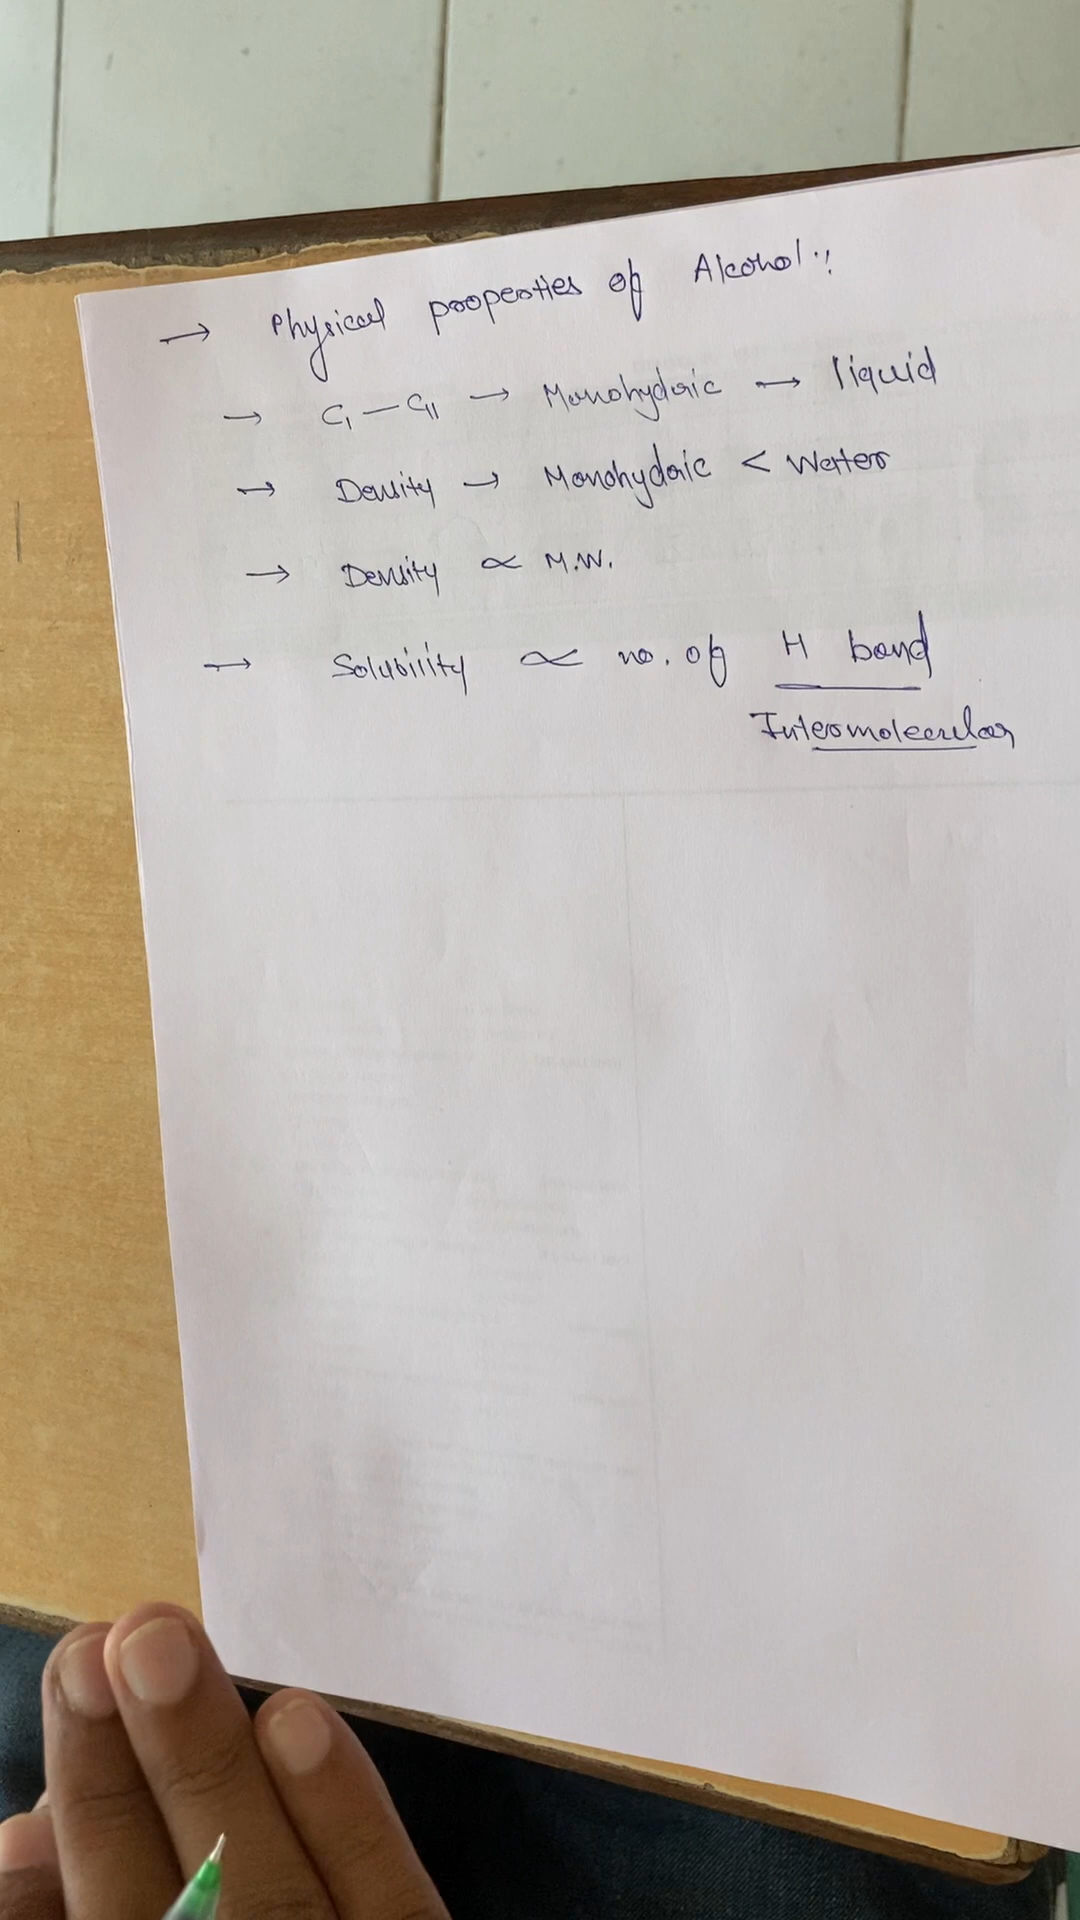 → Physical properties of Alcohol :
→ C₁ — C₁₁ → Monohydric → liquid
→ Density → Monohydric < Water
→ Density ∝ M.W.
→ Solubility ∝ no. of H bond
Intermolecular